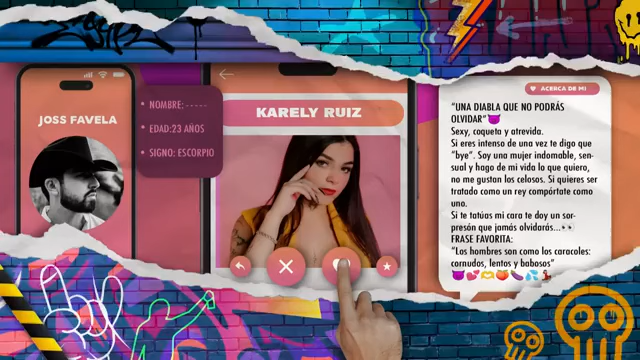 JOSS FAVELA
• NOMBRE: -----
• EDAD:23 AÑOS
• SIGNO: ESCORPIO
KARELY RUIZ
ACERCA DE MI
“UNA DIABLA QUE NO PODRÁS
OLVIDAR”😈
Sexy, coqueta y atrevida.
Si eres intenso de una vez te digo que
“bye”. Soy una mujer indomable, sen-
sual y hago de mi vida lo que quiero,
no me gustan los celosos. Si quieres ser
tratado como un rey compórtate como
uno.
Si te tatúas mi cara te doy un sor-
presón que jamás olvidarás...👀
FRASE FAVORITA:
“Los hombres son como los caracoles:
cornudos, lentos y babosos”
😈💕🫶🍑🍆💦💃